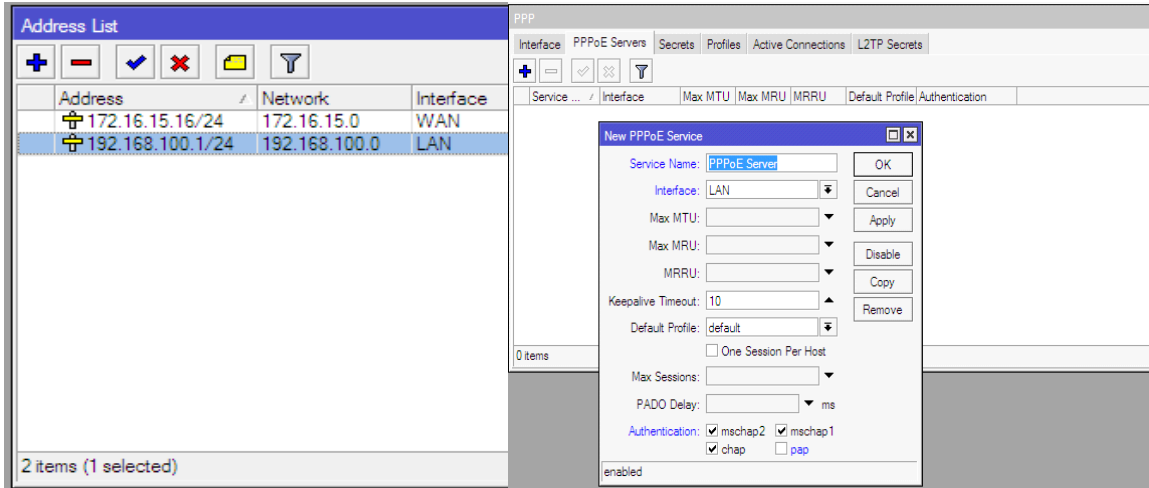 Address List
Address Network Interface
172.16.15.16/24 172.16.15.0 WAN
192.168.100.1/24 192.168.100.0 LAN
2 items (1 selected)
PPP
Interface PPPoE Servers Secrets Profiles Active Connections L2TP Secrets
Service ... Interface Max MTU Max MRU MRRU Default Profile Authentication
New PPPoE Service
Service Name: PPPoE Server OK
Interface: LAN Cancel
Max MTU: Apply
Max MRU:
Disable
MRRU:
Copy
Keepalive Timeout: 10
Remove
Default Profile: default
One Session Per Host
Max Sessions:
PADO Delay: ms
Authentication: mschap2 mschap1
chap pap
enabled
0 items